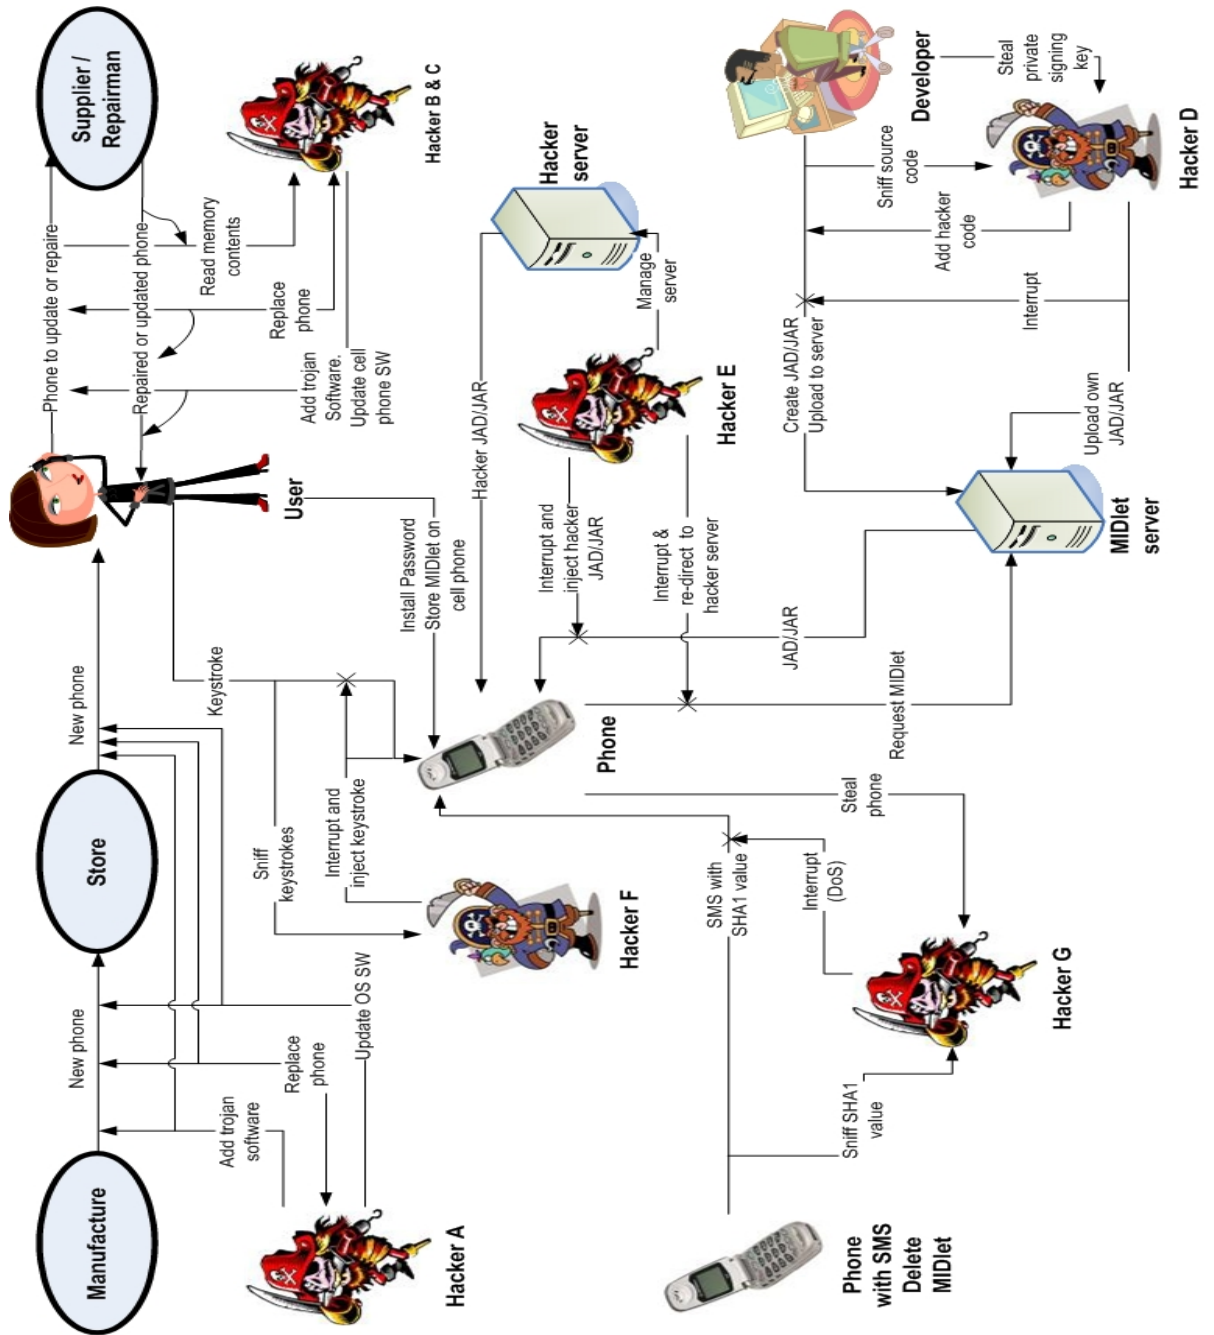 Manufacture
New phone
Store
New phone
User
Phone to update or repaire
Repaired or updated phone
Supplier /
Repairman
Add trojan
software
Replace
phone
Update OS SW
Hacker A
Sniff
keystrokes
Keystroke
Interrupt and
inject keystroke
Hacker F
Add trojan
Software.
Update cell
phone SW
Replace
phone
Read memory
contents
Hacker B & C
Install Password
Store MIDlet on
cell phone
Hacker JAD/JAR
Hacker
server
Manage
server
Hacker E
Interrupt and
inject hacker
JAD/JAR
Interrupt &
re-direct to
hacker server
Phone
JAD/JAR
Request MIDlet
Steal
phone
SMS with
SHA1 value
Interrupt
(DoS)
Hacker G
Sniff SHA1
value
Phone
with SMS
Delete
MIDlet
Create JAD/JAR
Upload to server
Developer
Steal
private
signing
key
Sniff source
code
Add hacker
code
Hacker D
Interrupt
Upload own
JAD/JAR
MIDlet
server